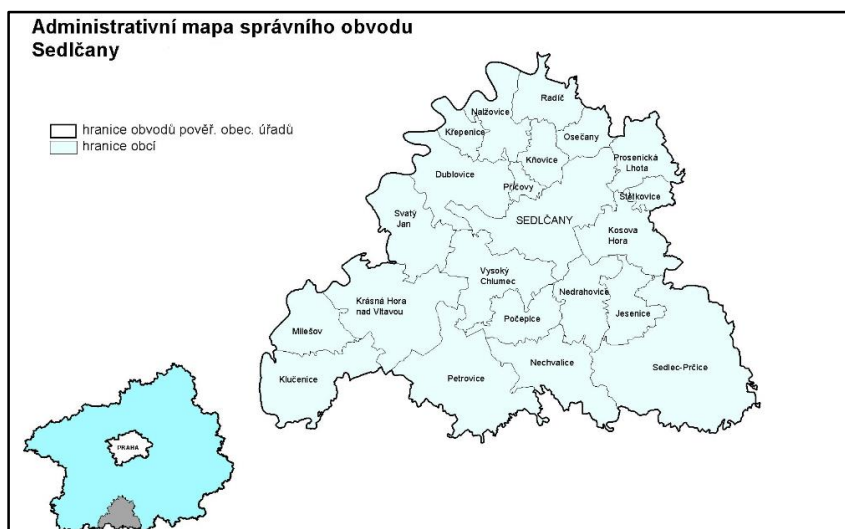 Administrativní mapa správního obvodu
Sedlčany
hranice obvodů pověř. obec. úřadů
hranice obcí
Radíč
Nalžovice
Křepenice
Osečany
Kňovice
Prosenická
Lhota
Dublovice
Příčovy
Štětkovice
Svatý
Jan
SEDLČANY
Kosova
Hora
Vysoký
Chlumec
Krásná Hora
nad Vltavou
Nedrahovice
Milešov
Počepice
Jesenice
Klučenice
Petrovice
Nechvalice
Sedlec-Prčice
PRAHA